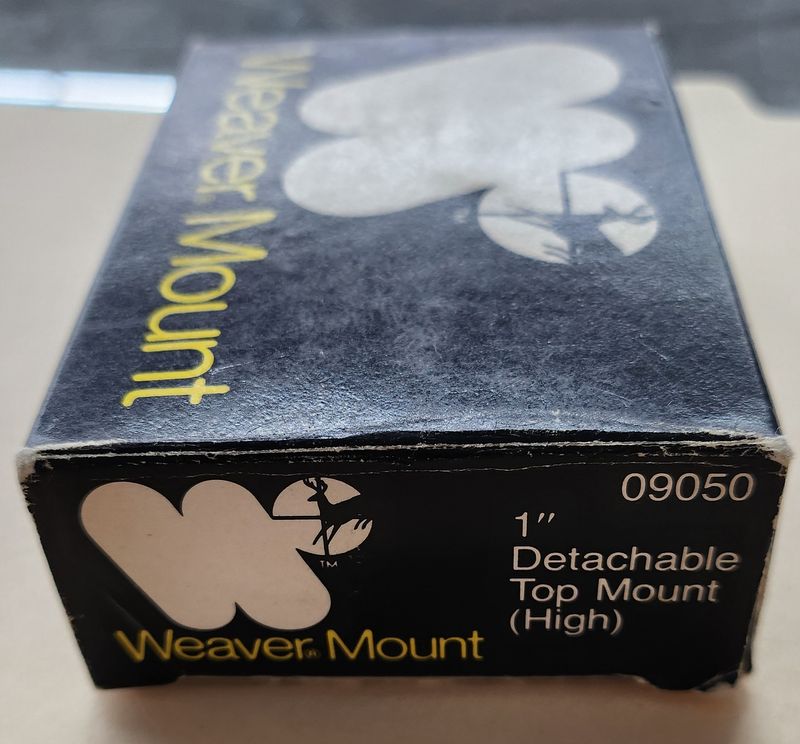 Weaver Mount
09050
1"
Detachable
Top Mount
(High)
TM
Weaver® Mount